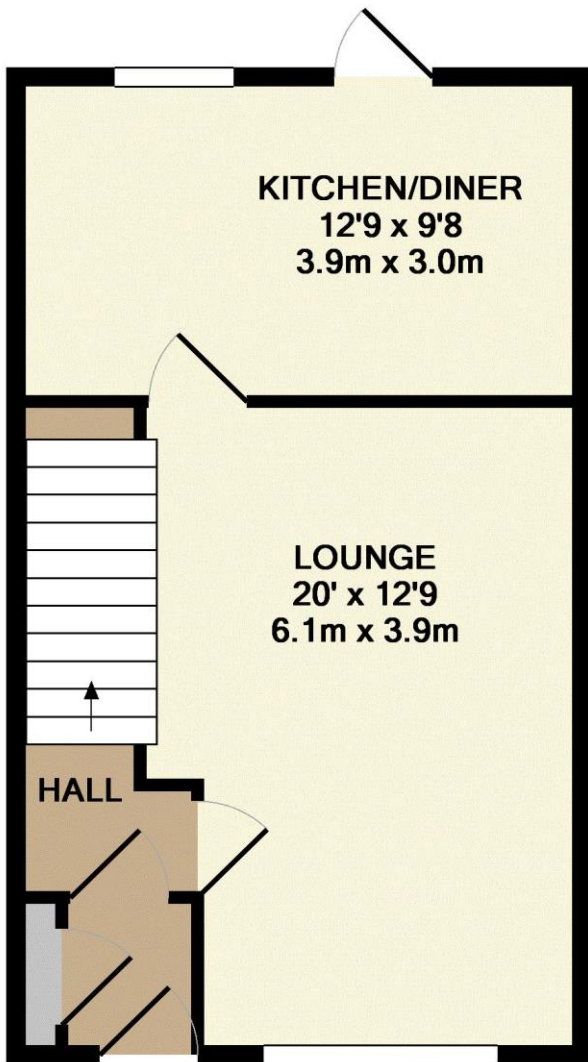 KITCHEN/DINER
12'9 x 9'8
3.9m x 3.0m
LOUNGE
20' x 12'9
6.1m x 3.9m
HALL